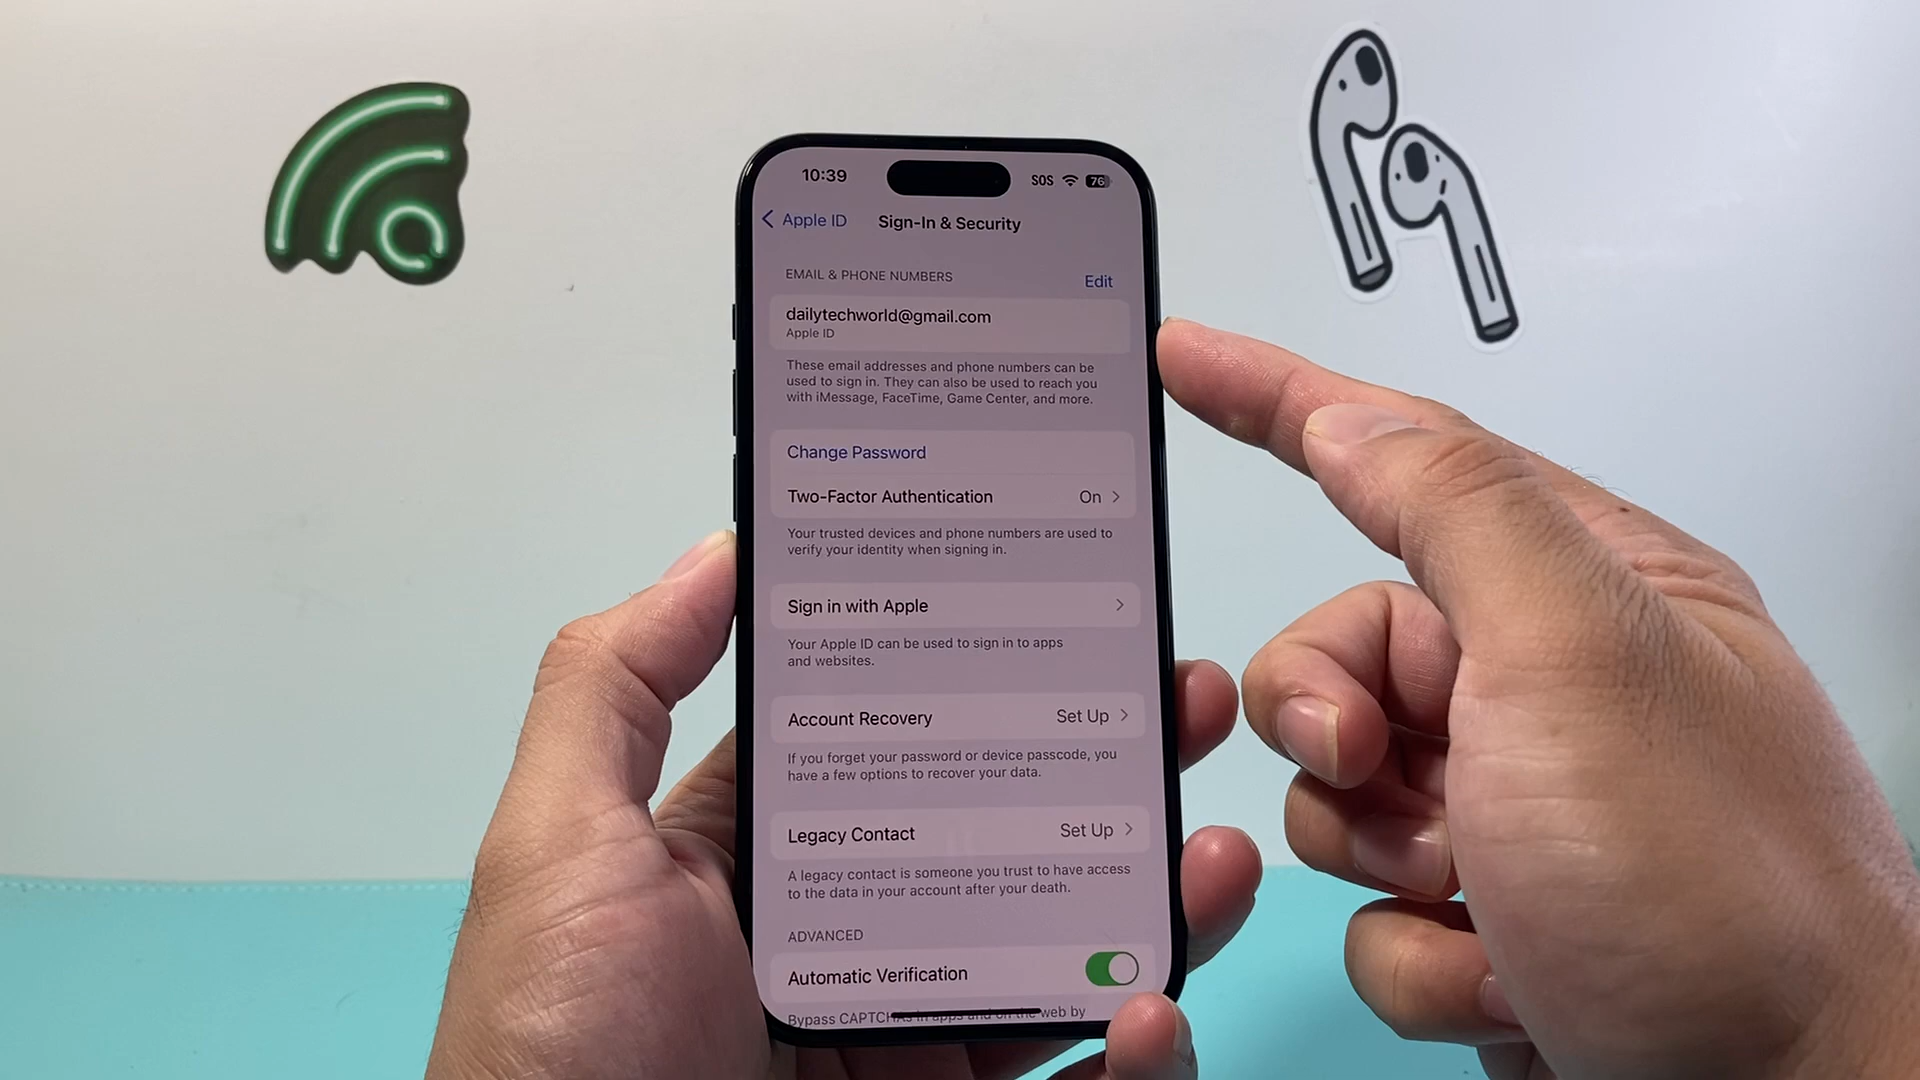 10:39
SOS
76
Apple ID
Sign-In & Security
EMAIL & PHONE NUMBERS
Edit
dailytechworld@gmail.com
Apple ID
These email addresses and phone numbers can be
used to sign in. They can also be used to reach you
with iMessage, FaceTime, Game Center, and more.
Change Password
Two-Factor Authentication
On
Your trusted devices and phone numbers are used to
verify your identity when signing in.
Sign in with Apple
Your Apple ID can be used to sign in to apps
and websites.
Account Recovery
Set Up
If you forget your password or device passcode, you
have a few options to recover your data.
Legacy Contact
Set Up
A legacy contact is someone you trust to have access
to the data in your account after your death.
ADVANCED
Automatic Verification
Bypass CAPTCHAs in apps and on the web by